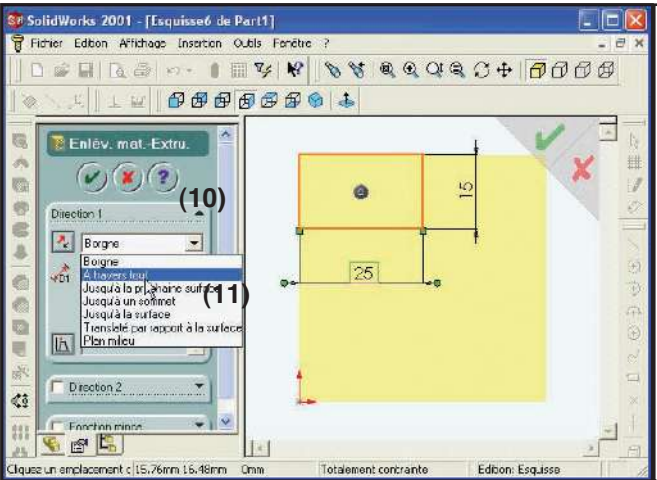 SolidWorks 2001 - [Esquisse6 de Part1]
Fichier Edition Affichage Insertion Outils Fenêtre ?
Enlév. mat.-Extru.
(10)
Direction 1
Borgne
D1
Borgne
A travers tout
Jusqu'à la prochaine surface
(11)
Jusqu'à un sommet
Jusqu'à la surface
Translaté par rapport à la surface
Plan milieu
Direction 2
Fonction mince
15
25
Cliquez un emplacement c 15.76mm 16.48mm 0mm Totalement contrainte Edition: Esquisse